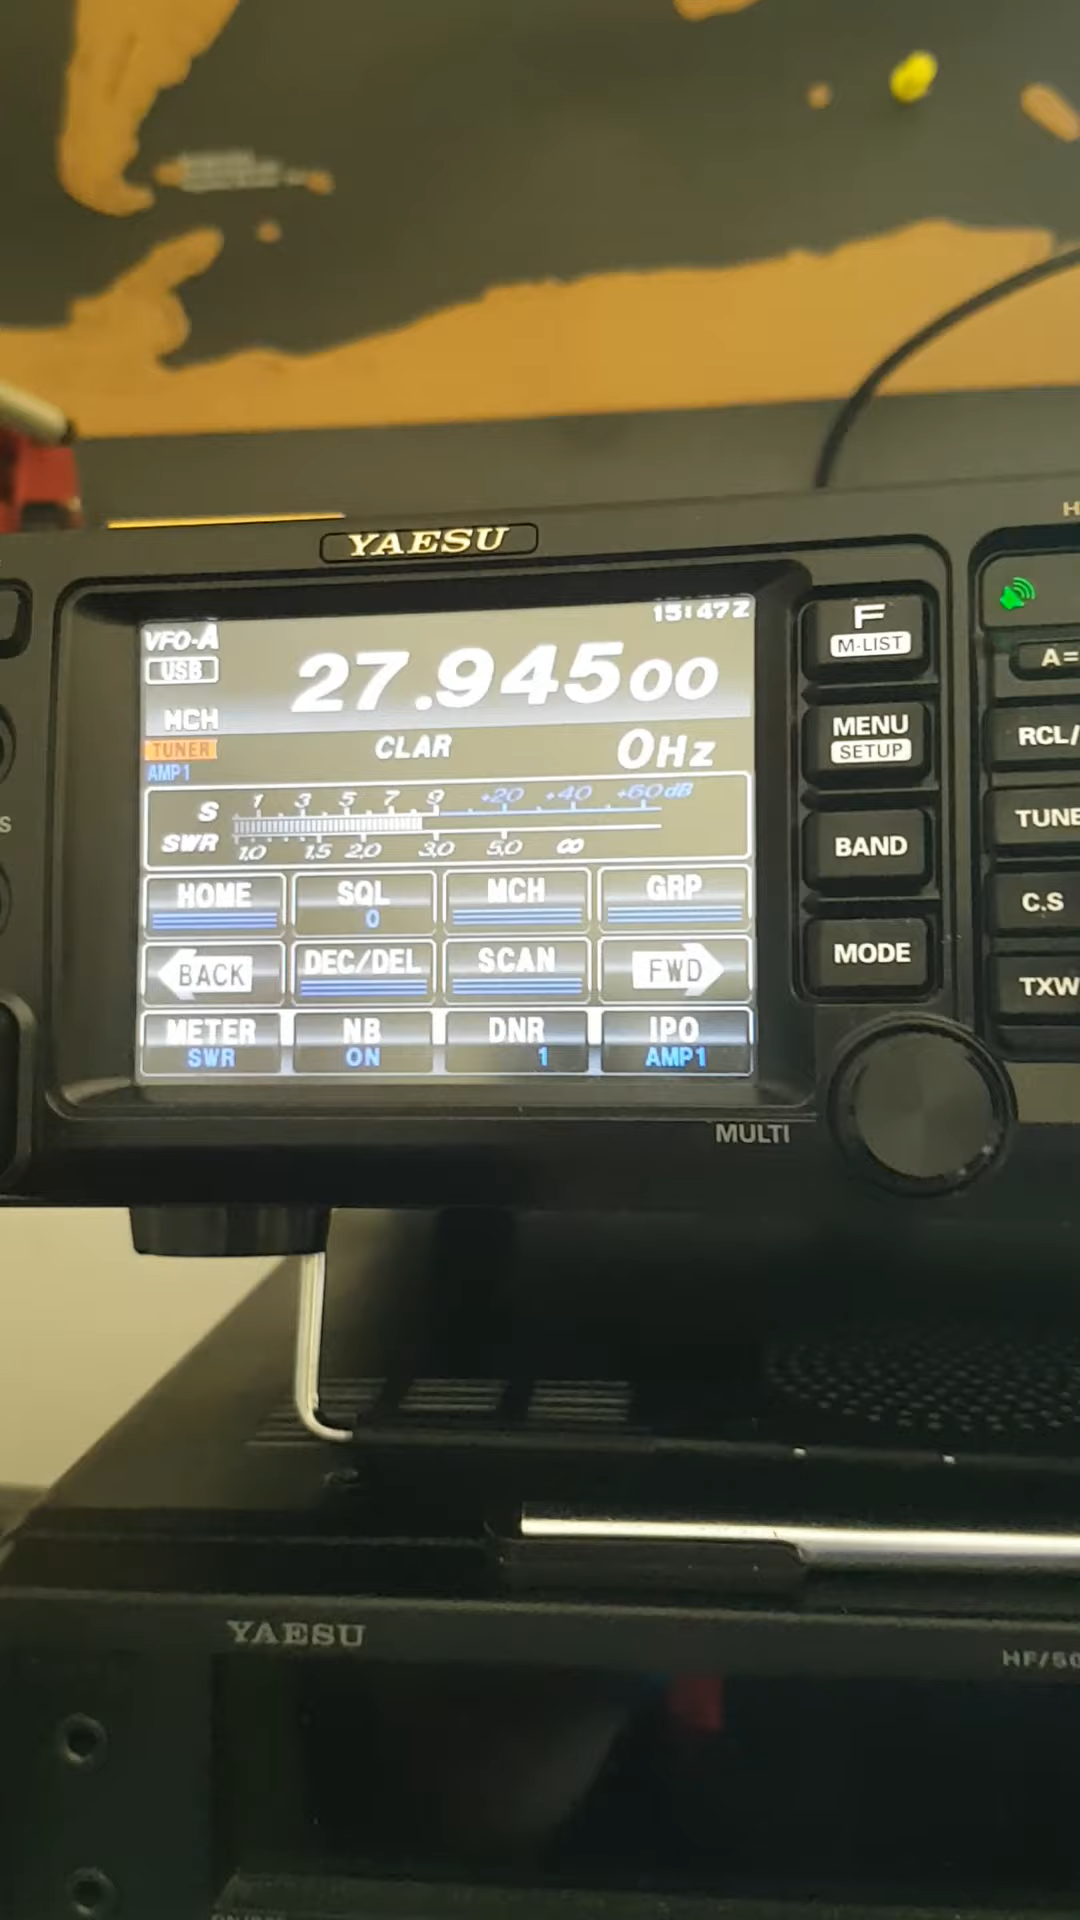 YAESU
15:47Z
VFO-A
USB
27.94500
MCH
TUNER
CLAR 0Hz
AMP1
S 1 3 5 7 9 +20 +40 +60dB
SWR 1.0 1.5 2.0 3.0 5.0 ∞
HOME SQL MCH GRP
0
BACK DEC/DEL SCAN FWD
METER NB DNR IPO
SWR ON 1 AMP1
F
M-LIST
MENU
SETUP
BAND
MODE
A=
RCL/
TUNE
C.S
TXW
MULTI
YAESU
HF/50